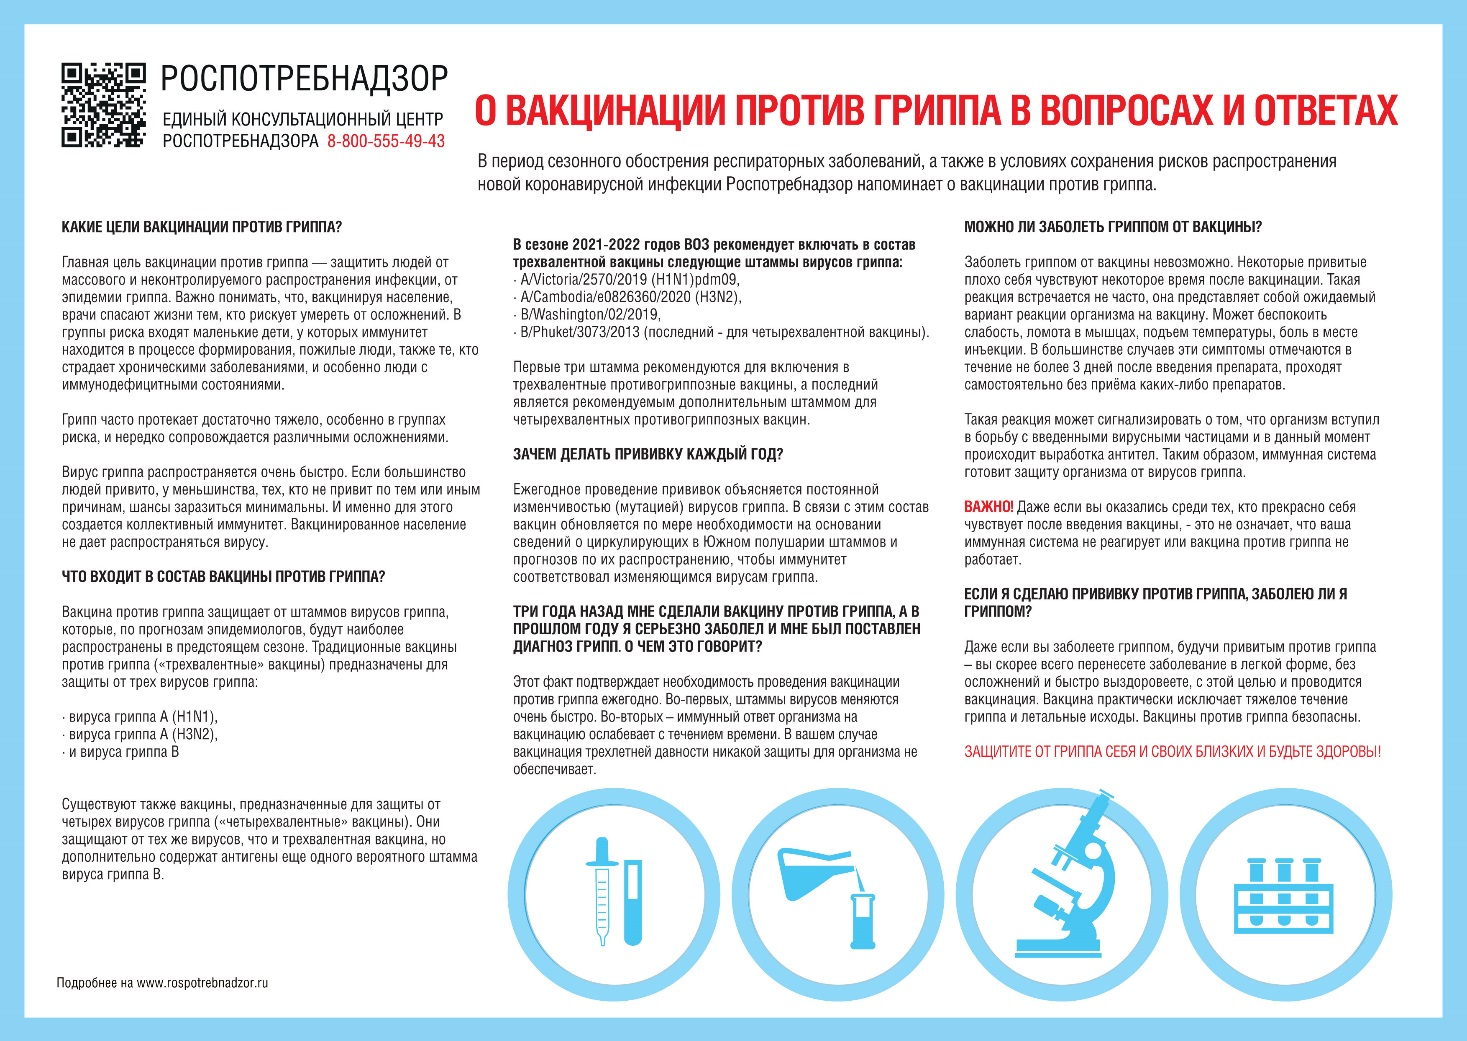 РОСПОТРЕБНАДЗОР
ЕДИНЫЙ КОНСУЛЬТАЦИОННЫЙ ЦЕНТР
РОСПОТРЕБНАДЗОРА 8-800-555-49-43
О ВАКЦИНАЦИИ ПРОТИВ ГРИППА В ВОПРОСАХ И ОТВЕТАХ
В период сезонного обострения респираторных заболеваний, а также в условиях сохранения рисков распространения
новой коронавирусной инфекции Роспотребнадзор напоминает о вакцинации против гриппа.
КАКИЕ ЦЕЛИ ВАКЦИНАЦИИ ПРОТИВ ГРИППА?
Главная цель вакцинации против гриппа — защитить людей от
массового и неконтролируемого распространения инфекции, от
эпидемии гриппа. Важно понимать, что, вакцинируя население,
врачи спасают жизни тем, кто рискует умереть от осложнений. В
группы риска входят маленькие дети, у которых иммунитет
находится в процессе формирования, пожилые люди, также те, кто
страдает хроническими заболеваниями, и особенно люди с
иммунодефицитными состояниями.
Грипп часто протекает достаточно тяжело, особенно в группах
риска, и нередко сопровождается различными осложнениями.
Вирус гриппа распространяется очень быстро. Если большинство
людей привито, у меньшинства, тех, кто не привит по тем или иным
причинам, шансы заразиться минимальны. И именно для этого
создается коллективный иммунитет. Вакцинированное население
не дает распространяться вирусу.
ЧТО ВХОДИТ В СОСТАВ ВАКЦИНЫ ПРОТИВ ГРИППА?
Вакцина против гриппа защищает от штаммов вирусов гриппа,
которые, по прогнозам эпидемиологов, будут наиболее
распространены в предстоящем сезоне. Традиционные вакцины
против гриппа («трехвалентные» вакцины) предназначены для
защиты от трех вирусов гриппа:
· вируса гриппа А (H1N1),
· вируса гриппа А (H3N2),
· и вируса гриппа В
Существуют также вакцины, предназначенные для защиты от
четырех вирусов гриппа («четырехвалентные» вакцины). Они
защищают от тех же вирусов, что и трехвалентная вакцина, но
дополнительно содержат антигены еще одного вероятного штамма
вируса гриппа В.
Подробнее на www.rospotrebnadzor.ru
В сезоне 2021-2022 годов ВОЗ рекомендует включать в состав
трехвалентной вакцины следующие штаммы вирусов гриппа:
· A/Victoria/2570/2019 (H1N1)pdm09,
· A/Cambodia/e0826360/2020 (H3N2),
· B/Washington/02/2019,
· B/Phuket/3073/2013 (последний - для четырехвалентной вакцины).
Первые три штамма рекомендуются для включения в
трехвалентные противогриппозные вакцины, а последний
является рекомендуемым дополнительным штаммом для
четырехвалентных противогриппозных вакцин.
ЗАЧЕМ ДЕЛАТЬ ПРИВИВКУ КАЖДЫЙ ГОД?
Ежегодное проведение прививок объясняется постоянной
изменчивостью (мутацией) вирусов гриппа. В связи с этим состав
вакцин обновляется по мере необходимости на основании
сведений о циркулирующих в Южном полушарии штаммов и
прогнозов по их распространению, чтобы иммунитет
соответствовал изменяющимся вирусам гриппа.
ТРИ ГОДА НАЗАД МНЕ СДЕЛАЛИ ВАКЦИНУ ПРОТИВ ГРИППА, А В
ПРОШЛОМ ГОДУ Я СЕРЬЕЗНО ЗАБОЛЕЛ И МНЕ БЫЛ ПОСТАВЛЕН
ДИАГНОЗ ГРИПП. О ЧЕМ ЭТО ГОВОРИТ?
Этот факт подтверждает необходимость проведения вакцинации
против гриппа ежегодно. Во-первых, штаммы вирусов меняются
очень быстро. Во-вторых – иммунный ответ организма на
вакцинацию ослабевает с течением времени. В вашем случае
вакцинация трехлетней давности никакой защиты для организма не
обеспечивает.
МОЖНО ЛИ ЗАБОЛЕТЬ ГРИППОМ ОТ ВАКЦИНЫ?
Заболеть гриппом от вакцины невозможно. Некоторые привитые
плохо себя чувствуют некоторое время после вакцинации. Такая
реакция встречается не часто, она представляет собой ожидаемый
вариант реакции организма на вакцину. Может беспокоить
слабость, ломота в мышцах, подъем температуры, боль в месте
инъекции. В большинстве случаев эти симптомы отмечаются в
течение не более 3 дней после введения препарата, проходят
самостоятельно без приёма каких-либо препаратов.
Такая реакция может сигнализировать о том, что организм вступил
в борьбу с введенными вирусными частицами и в данный момент
происходит выработка антител. Таким образом, иммунная система
готовит защиту организма от вирусов гриппа.
ВАЖНО! Даже если вы оказались среди тех, кто прекрасно себя
чувствует после введения вакцины, - это не означает, что ваша
иммунная система не реагирует или вакцина против гриппа не
работает.
ЕСЛИ Я СДЕЛАЮ ПРИВИВКУ ПРОТИВ ГРИППА, ЗАБОЛЕЮ ЛИ Я
ГРИППОМ?
Даже если вы заболеете гриппом, будучи привитым против гриппа
– вы скорее всего перенесете заболевание в легкой форме, без
осложнений и быстро выздоровеете, с этой целью и проводится
вакцинация. Вакцина практически исключает тяжелое течение
гриппа и летальные исходы. Вакцины против гриппа безопасны.
ЗАЩИТИТЕ ОТ ГРИППА СЕБЯ И СВОИХ БЛИЗКИХ И БУДЬТЕ ЗДОРОВЫ!